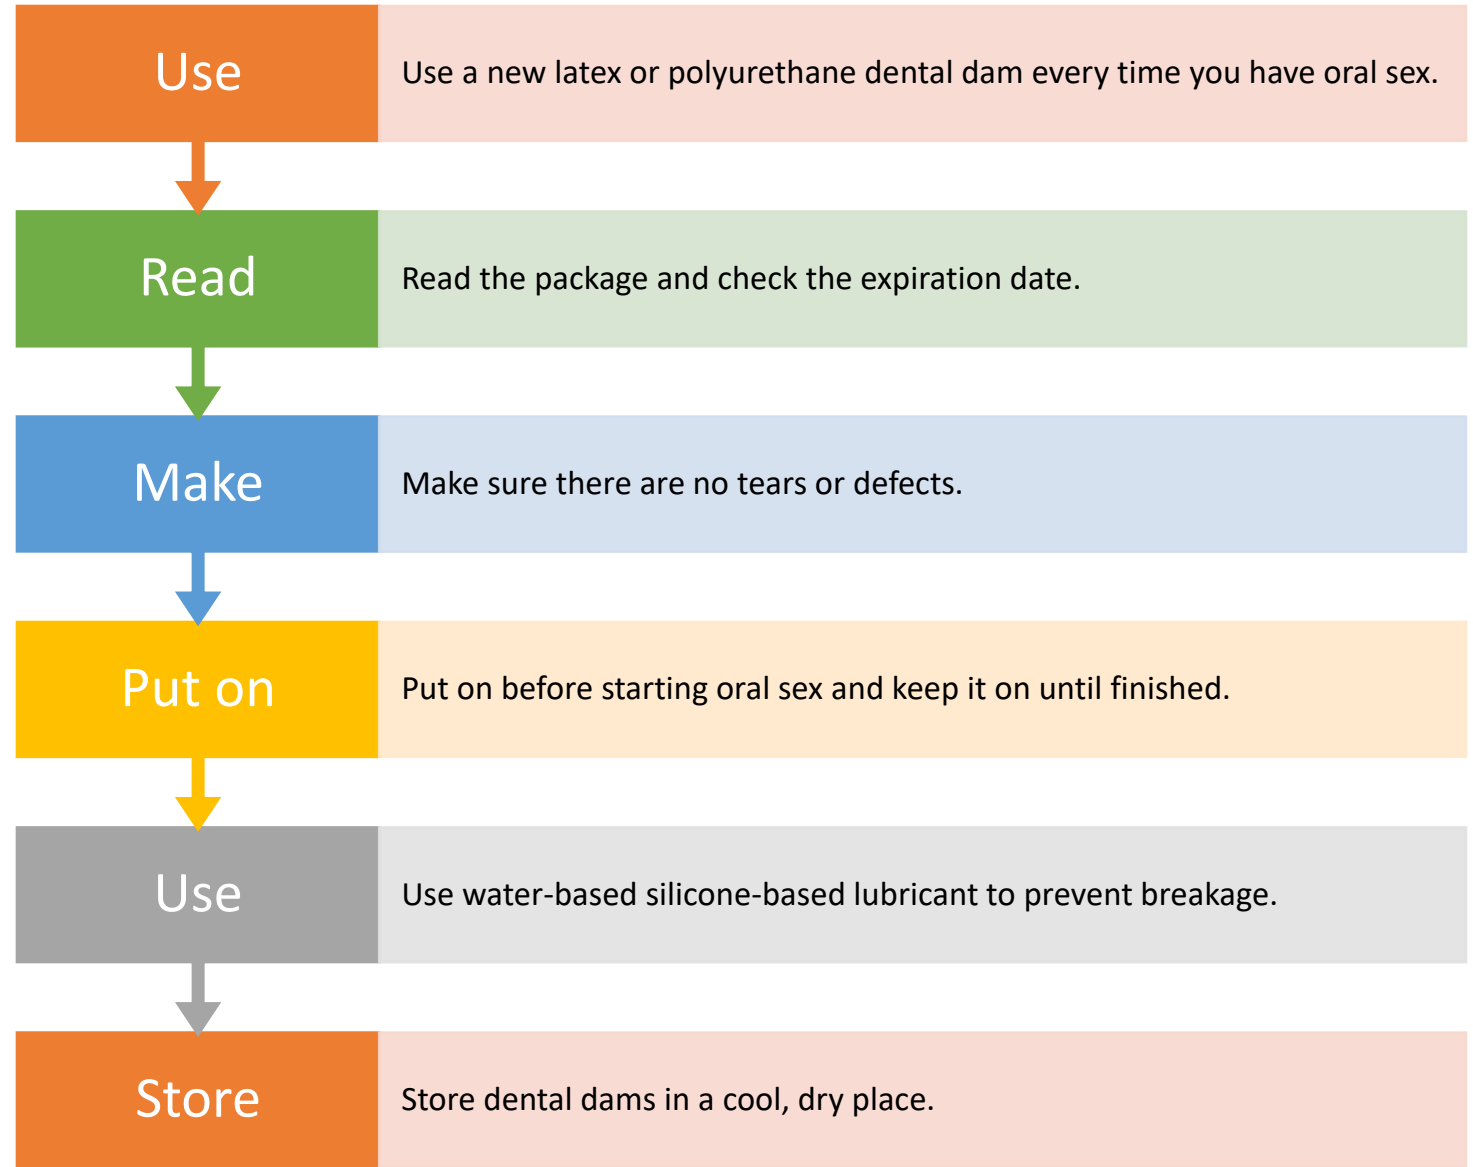 Use
Use a new latex or polyurethane dental dam every time you have oral sex.
Read
Read the package and check the expiration date.
Make
Make sure there are no tears or defects.
Put on
Put on before starting oral sex and keep it on until finished.
Use
Use water-based silicone-based lubricant to prevent breakage.
Store
Store dental dams in a cool, dry place.